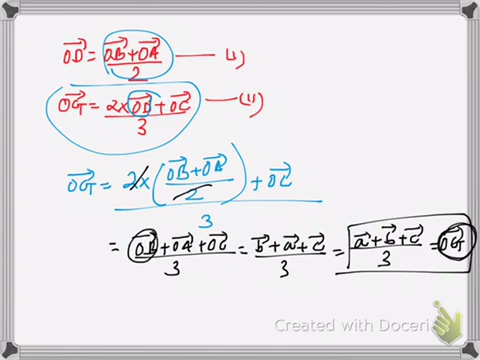 OD = OB + OA / 2 — (i)
OG = 2 × OD + OC / 3 — (ii)
OG = 2 × ( OB + OA / 2 ) + OC / 3
= OB + OA + OC / 3 = b + a + c / 3 = a + b + c / 3 = OG
Created with Doceri